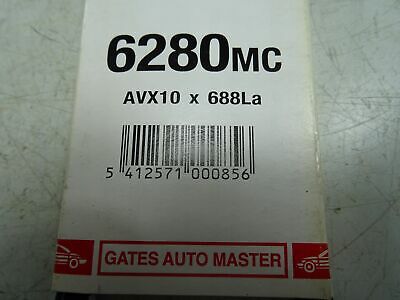 6280MC
AVX10 x 688La
5 412571 000856
GATES AUTO MASTER